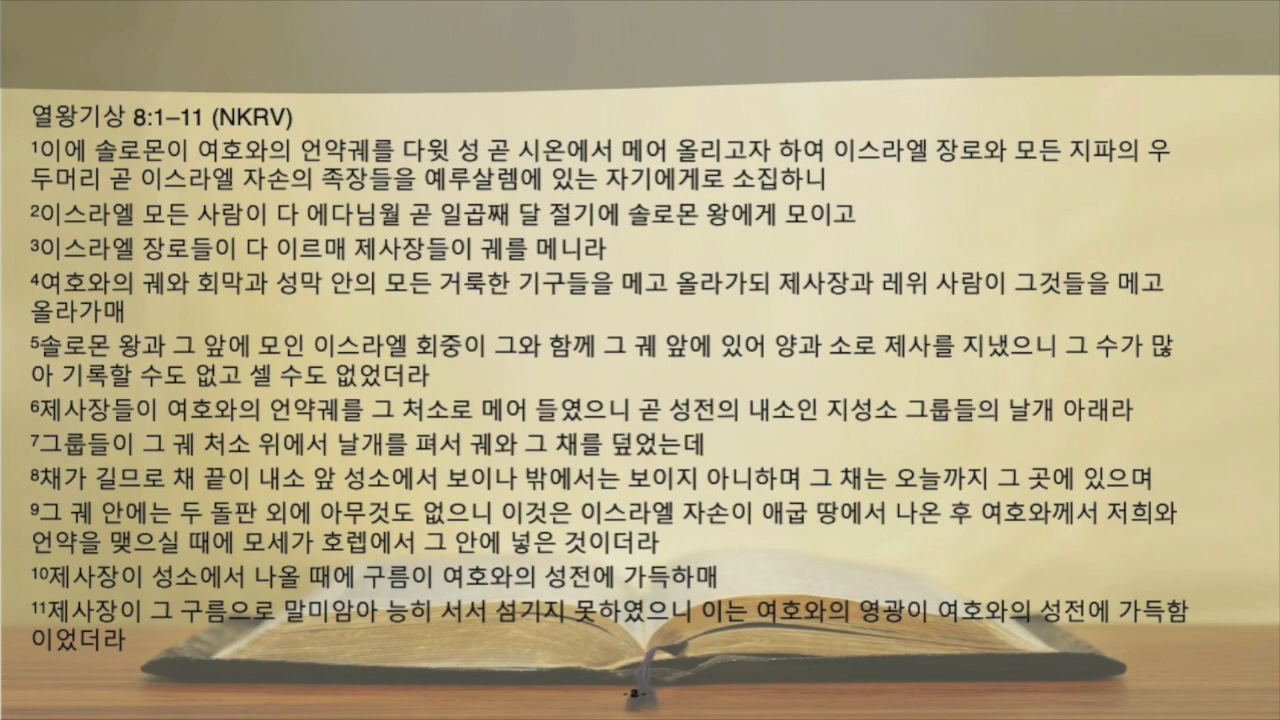 열왕기상 8:1–11 (NKRV)
¹이에 솔로몬이 여호와의 언약궤를 다윗 성 곧 시온에서 메어 올리고자 하여 이스라엘 장로와 모든 지파의 우
두머리 곧 이스라엘 자손의 족장들을 예루살렘에 있는 자기에게로 소집하니
²이스라엘 모든 사람이 다 에다님월 곧 일곱째 달 절기에 솔로몬 왕에게 모이고
³이스라엘 장로들이 다 이르매 제사장들이 궤를 메니라
⁴여호와의 궤와 회막과 성막 안의 모든 거룩한 기구들을 메고 올라가되 제사장과 레위 사람이 그것들을 메고
올라가매
⁵솔로몬 왕과 그 앞에 모인 이스라엘 회중이 그와 함께 그 궤 앞에 있어 양과 소로 제사를 지냈으니 그 수가 많
아 기록할 수도 없고 셀 수도 없었더라
⁶제사장들이 여호와의 언약궤를 그 처소로 메어 들였으니 곧 성전의 내소인 지성소 그룹들의 날개 아래라
⁷그룹들이 그 궤 처소 위에서 날개를 펴서 궤와 그 채를 덮었는데
⁸채가 길므로 채 끝이 내소 앞 성소에서 보이나 밖에서는 보이지 아니하며 그 채는 오늘까지 그 곳에 있으며
⁹그 궤 안에는 두 돌판 외에 아무것도 없으니 이것은 이스라엘 자손이 애굽 땅에서 나온 후 여호와께서 저희와
언약을 맺으실 때에 모세가 호렙에서 그 안에 넣은 것이더라
¹⁰제사장이 성소에서 나올 때에 구름이 여호와의 성전에 가득하매
¹¹제사장이 그 구름으로 말미암아 능히 서서 섬기지 못하였으니 이는 여호와의 영광이 여호와의 성전에 가득함
이었더라
- 2 -